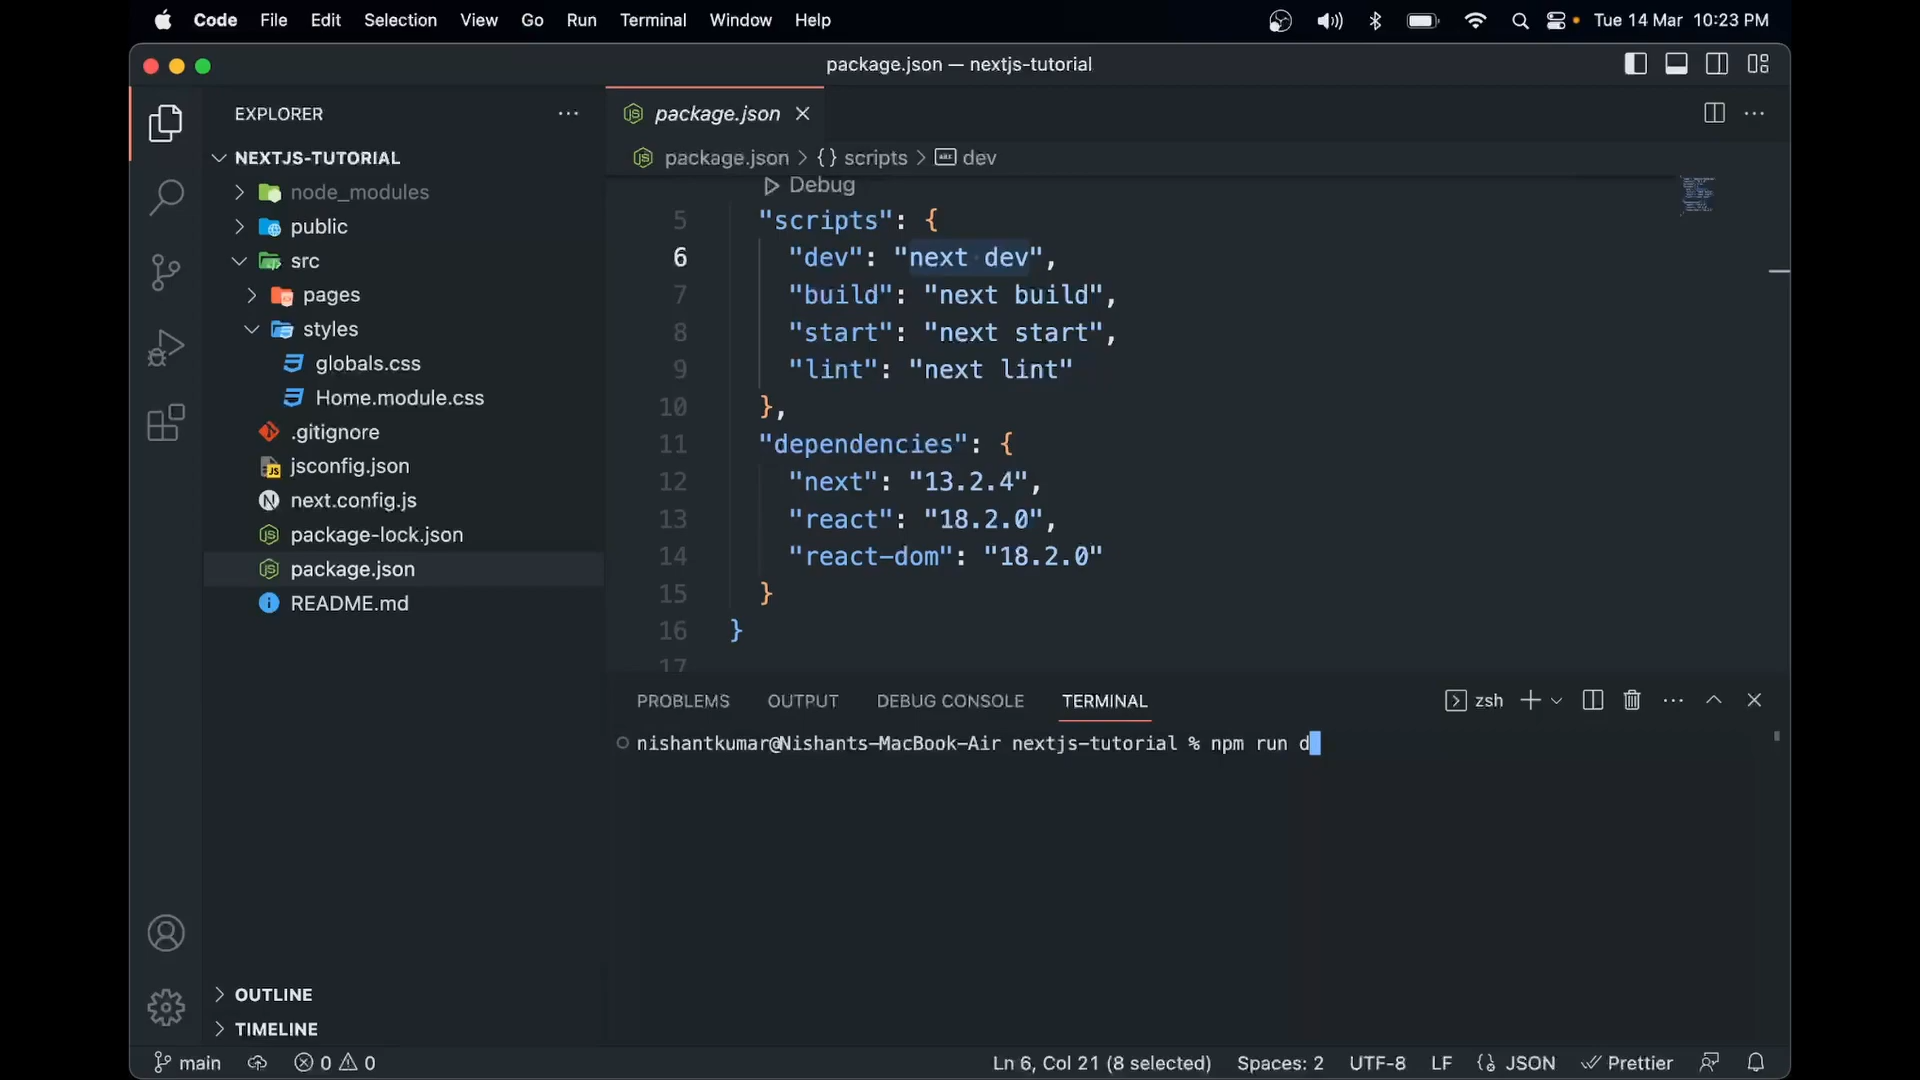 Code File Edit Selection View Go Run Terminal Window Help Tue 14 Mar 10:23 PM
package.json — nextjs-tutorial
EXPLORER
NEXTJS-TUTORIAL
node_modules
public
src
pages
styles
globals.css
Home.module.css
.gitignore
jsconfig.json
next.config.js
package-lock.json
package.json
README.md
OUTLINE
TIMELINE
package.json
package.json > {} scripts > abc dev
Debug
5 "scripts": {
6 "dev": "next dev",
7 "build": "next build",
8 "start": "next start",
9 "lint": "next lint"
10 },
11 "dependencies": {
12 "next": "13.2.4",
13 "react": "18.2.0",
14 "react-dom": "18.2.0"
15 }
16 }
17
PROBLEMS OUTPUT DEBUG CONSOLE TERMINAL zsh
nishantkumar@Nishants-MacBook-Air nextjs-tutorial % npm run d
main 0 0 Ln 6, Col 21 (8 selected) Spaces: 2 UTF-8 LF {} JSON Prettier